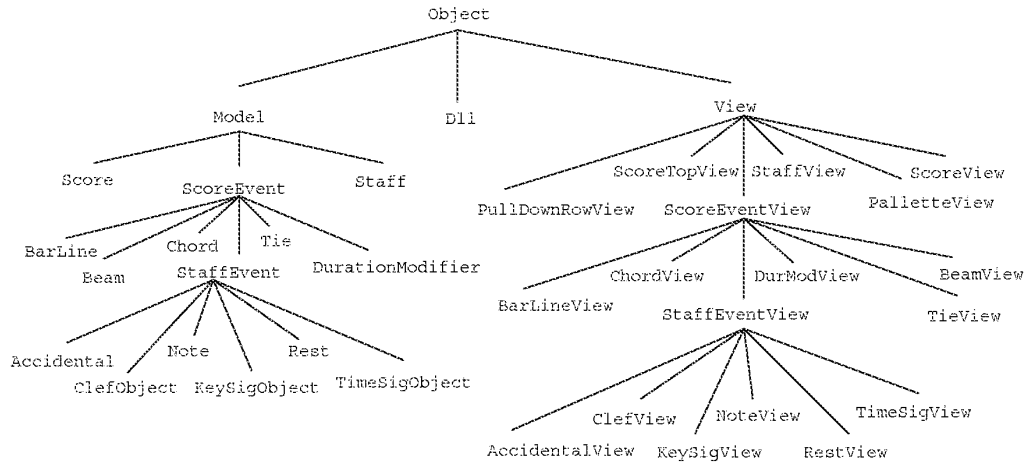 Object
Model
Dll
View
Score
ScoreEvent
Staff
ScoreTopView
StaffView
ScoreView
PullDownRowView
ScoreEventView
PalletteView
BarLine
Beam
Chord
Tie
DurationModifier
StaffEvent
BarLineView
ChordView
DurModView
BeamView
TieView
StaffEventView
Accidental
ClefObject
Note
KeySigObject
Rest
TimeSigObject
AccidentalView
ClefView
KeySigView
NoteView
RestView
TimeSigView